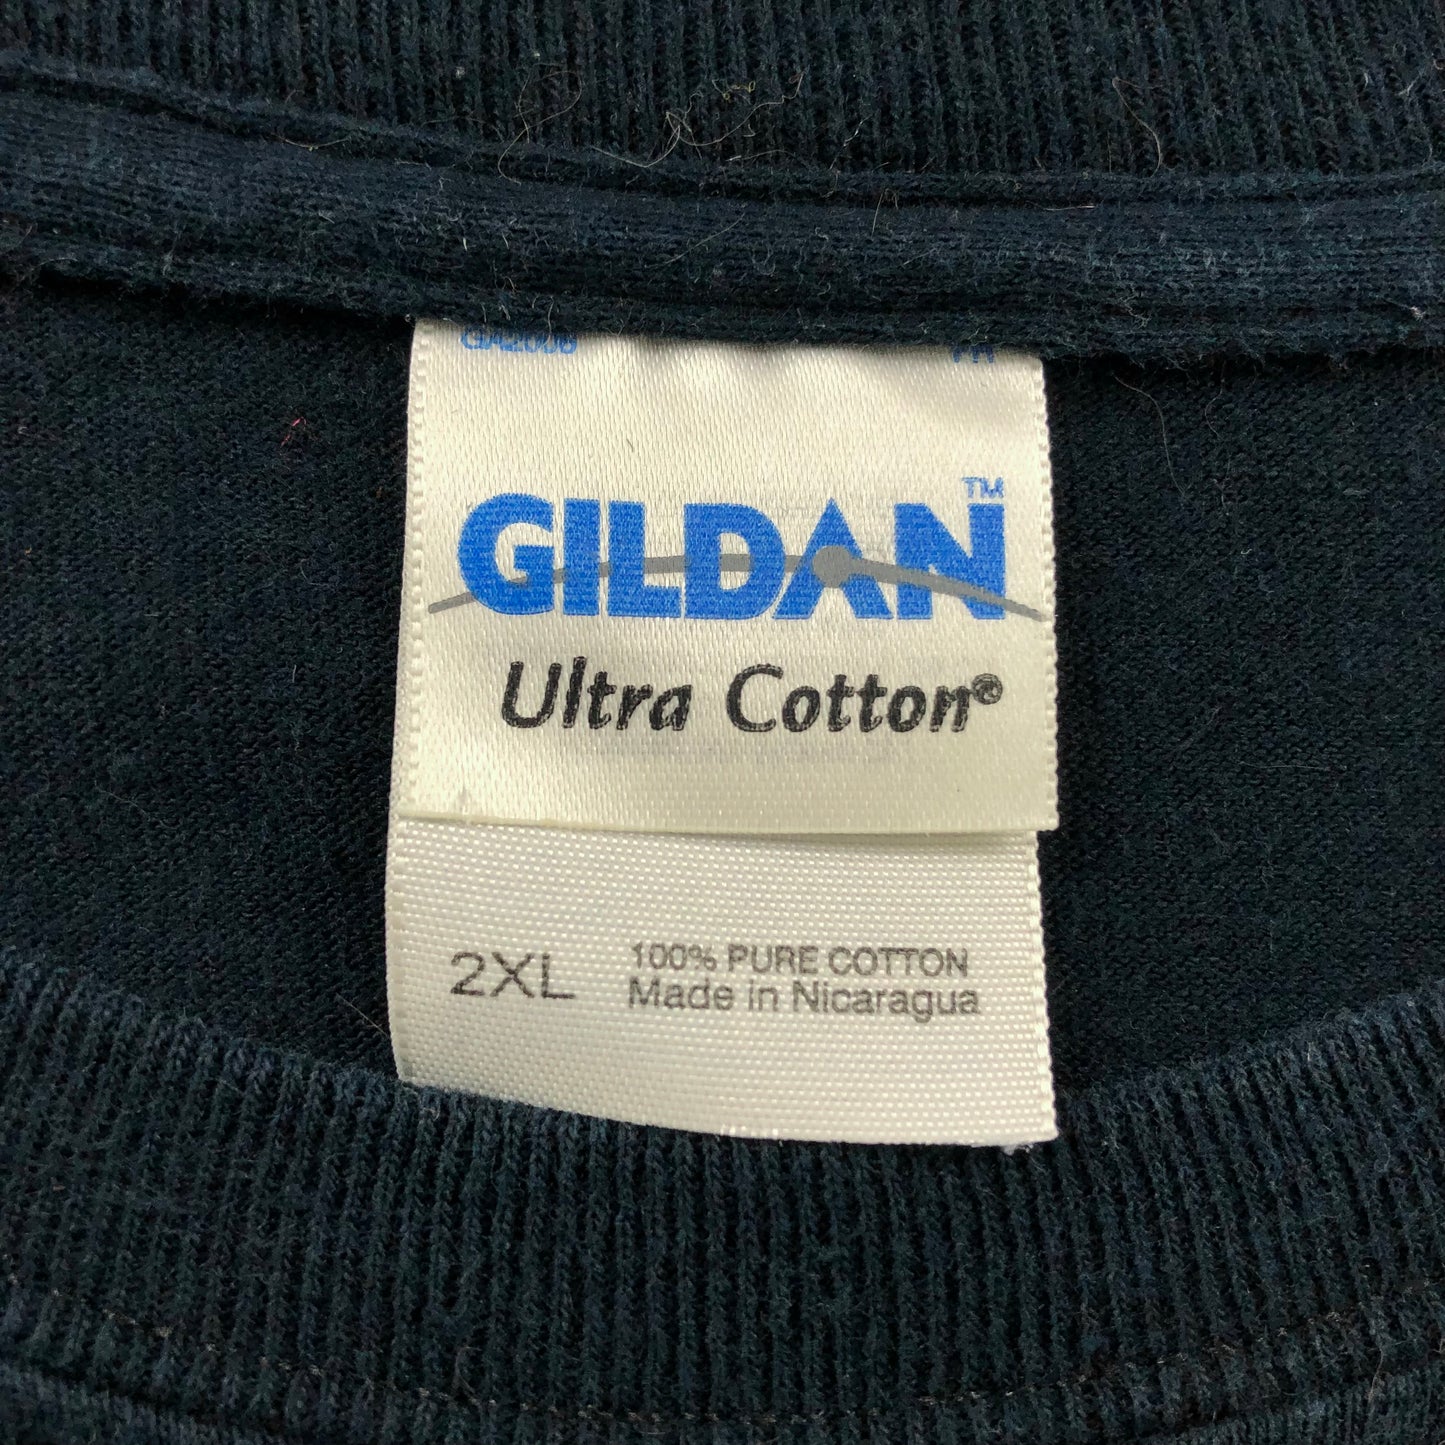 GILDAN™
Ultra Cotton®
2XL
100% PURE COTTON
Made in Nicaragua